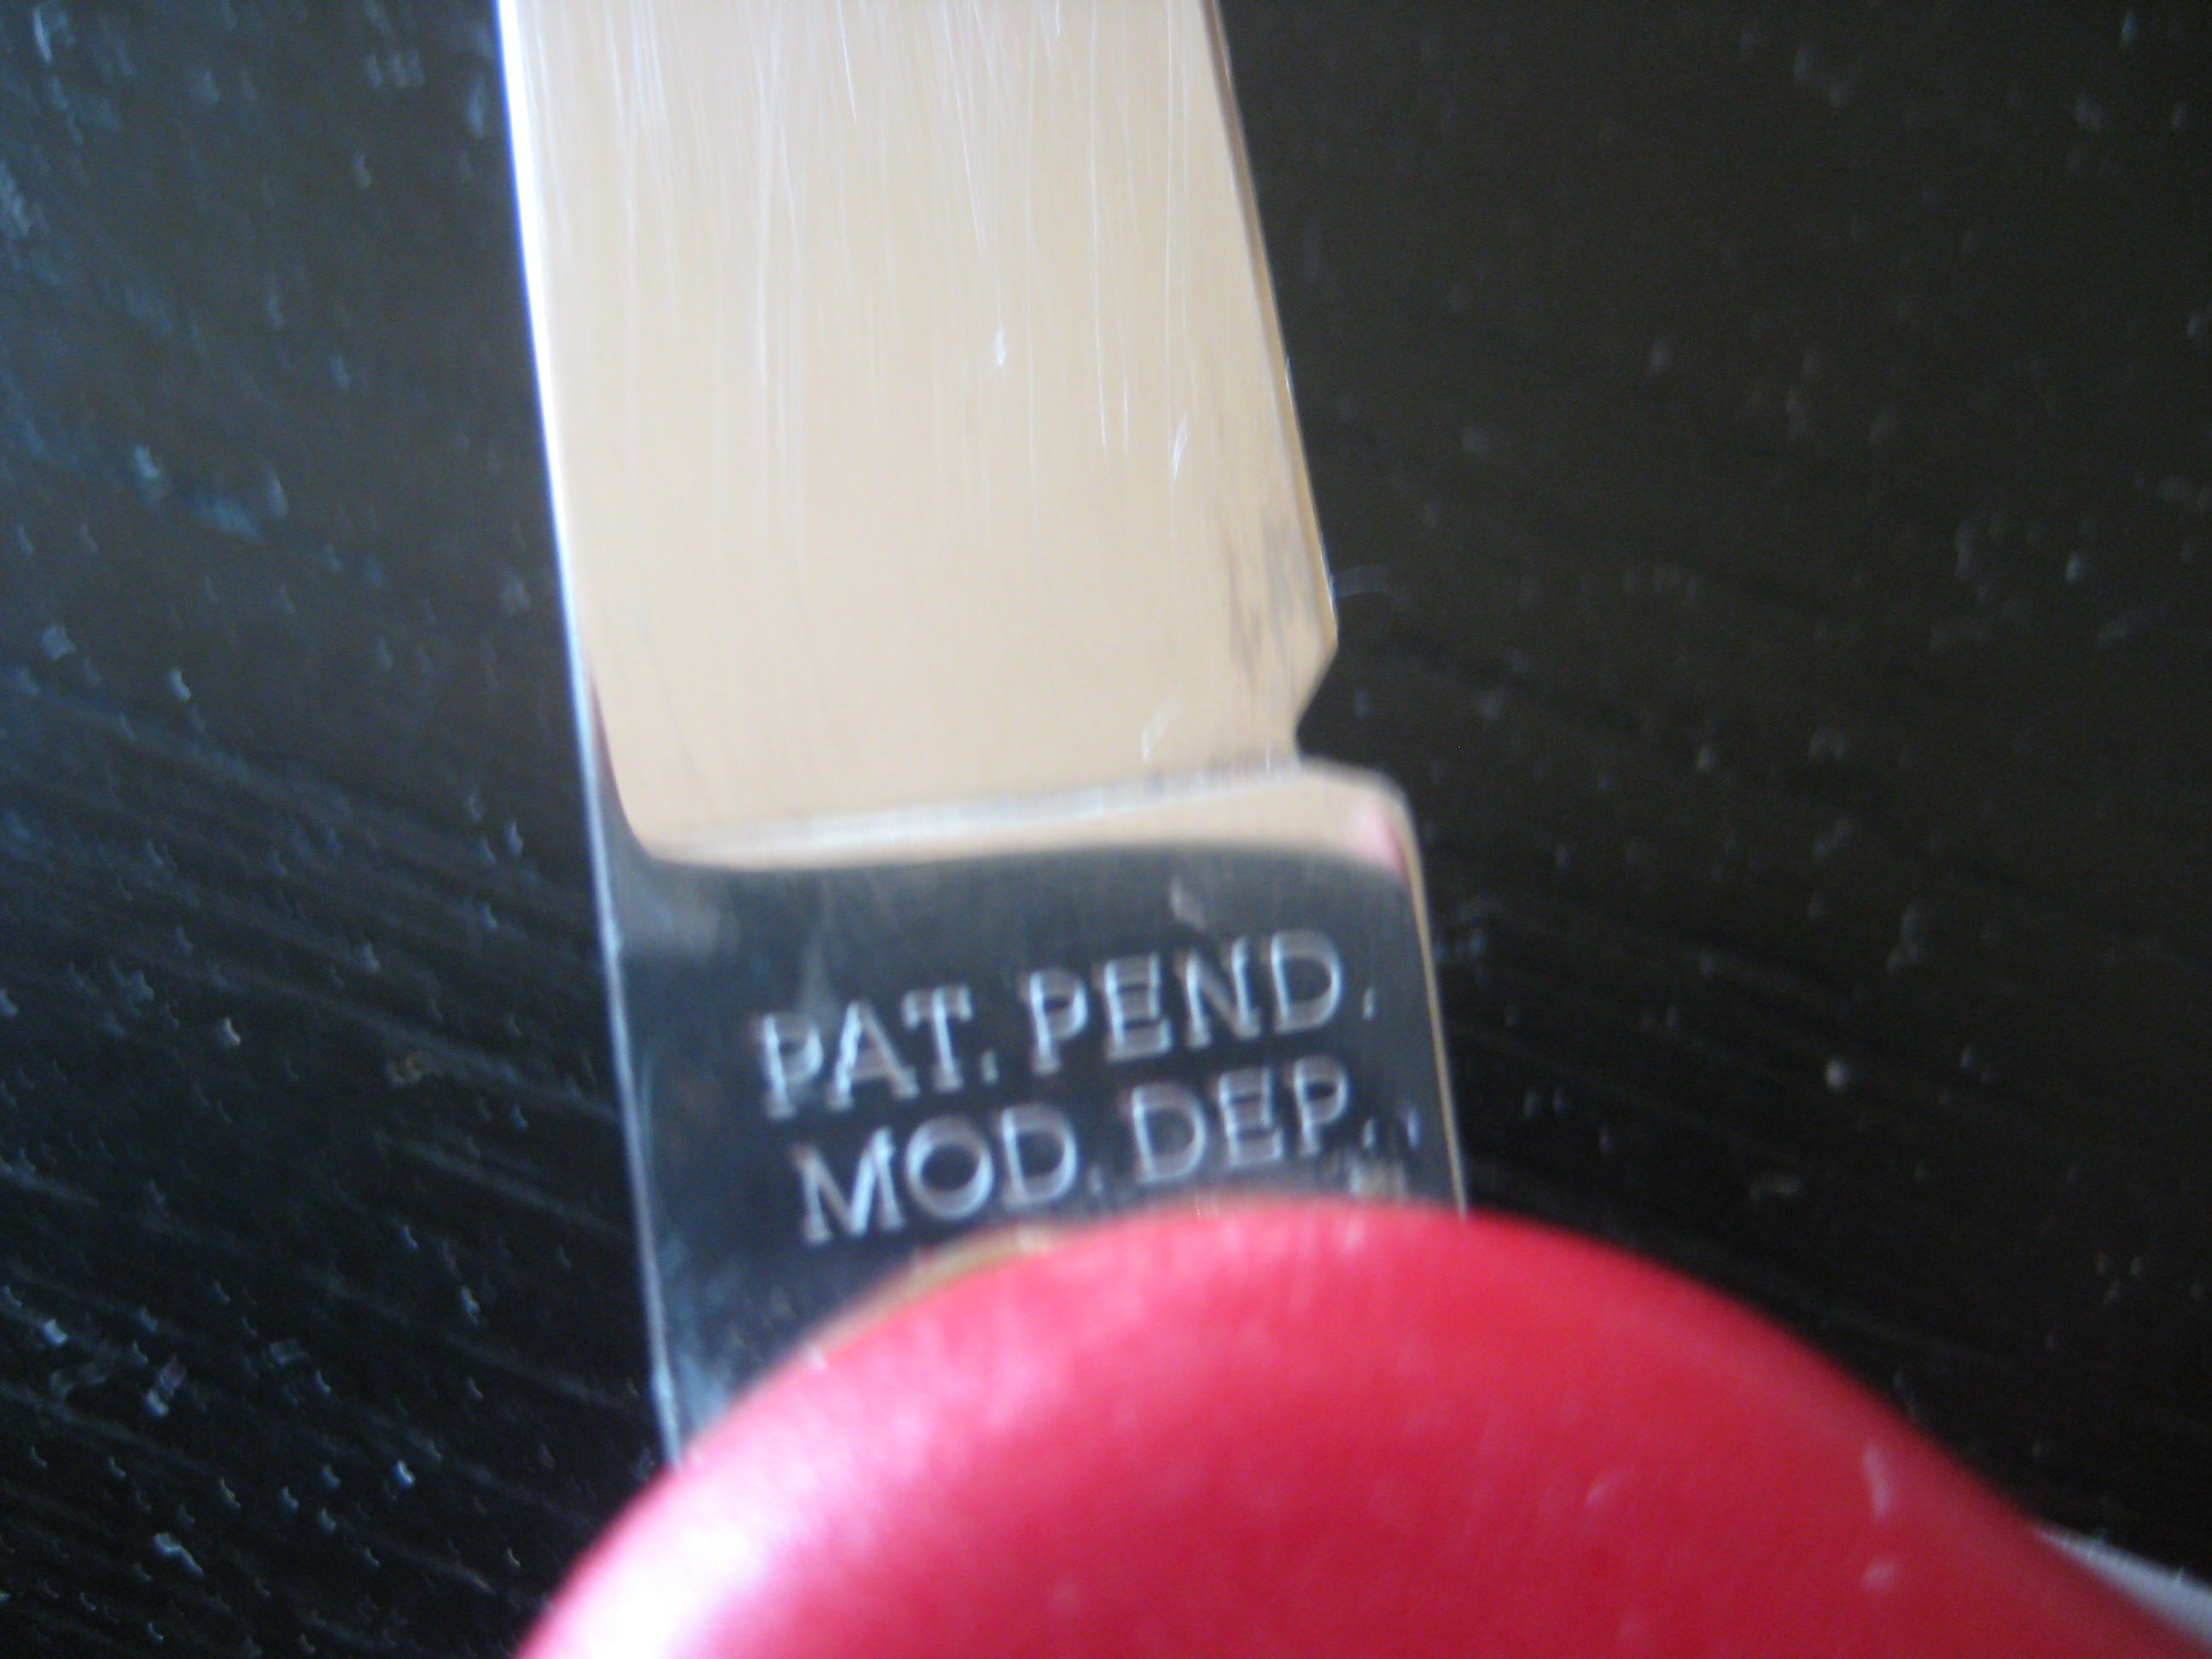 PAT. PEND.
MOD. DEP.